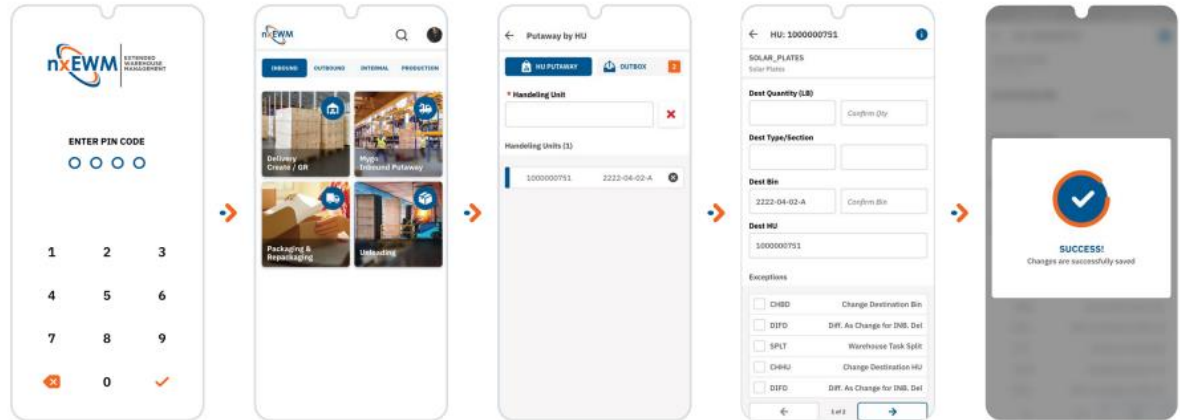 nxEWM EXTENDED
WAREHOUSE
MANAGEMENT
ENTER PIN CODE
1 2 3
4 5 6
7 8 9
0
nxEWM
INBOUND OUTBOUND INTERNAL PRODUCTION
Delivery
Create / GR
Mygo
Inbound Putaway
Packaging &
Repackaging
Unloading
Putaway by HU
HU PUTAWAY OUTBOX 2
* Handeling Unit
Handeling Units (1)
1000000751 2222-04-02-A
HU: 1000000751
SOLAR_PLATES
Solar Plates
Dest Quantity (LB)
Confirm Qty
Dest Type/Section
Dest Bin
2222-04-02-A Confirm Bin
Dest HU
1000000751
Exceptions
CHBD Change Destination Bin
DIFD Diff. As Change for INB. Del
SPLT Warehouse Task Split
CHHU Change Destination HU
DIFD Diff. As Change for INB. Del
1 of 2
SUCCESS!
Changes are successfully saved